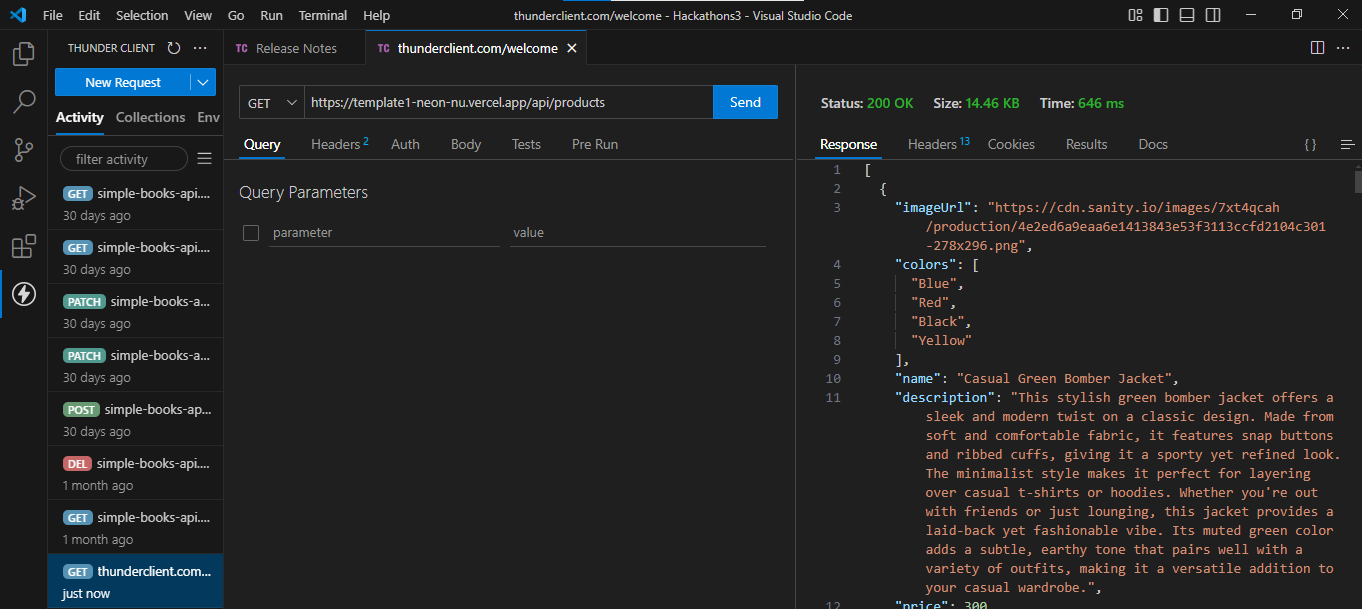 File Edit Selection View Go Run Terminal Help thunderclient.com/welcome - Hackathons3 - Visual Studio Code
THUNDER CLIENT
New Request
Activity Collections Env
filter activity
GET simple-books-api....
30 days ago
GET simple-books-api....
30 days ago
PATCH simple-books-a...
30 days ago
PATCH simple-books-a...
30 days ago
POST simple-books-ap...
30 days ago
DEL simple-books-api....
1 month ago
GET simple-books-api....
1 month ago
GET thunderclient.com...
just now
TC Release Notes TC thunderclient.com/welcome
GET https://template1-neon-nu.vercel.app/api/products Send
Query Headers 2 Auth Body Tests Pre Run
Query Parameters
parameter value
Status: 200 OK Size: 14.46 KB Time: 646 ms
Response Headers 13 Cookies Results Docs { }
1 [
2 {
3 "imageUrl": "https://cdn.sanity.io/images/7xt4qcah
/production/4e2ed6a9eaa6e1413843e53f3113ccfd2104c301
-278x296.png",
4 "colors": [
5 "Blue",
6 "Red",
7 "Black",
8 "Yellow"
9 ],
10 "name": "Casual Green Bomber Jacket",
11 "description": "This stylish green bomber jacket offers a
sleek and modern twist on a classic design. Made from
soft and comfortable fabric, it features snap buttons
and ribbed cuffs, giving it a sporty yet refined look.
The minimalist style makes it perfect for layering
over casual t-shirts or hoodies. Whether you're out
with friends or just lounging, this jacket provides a
laid-back yet fashionable vibe. Its muted green color
adds a subtle, earthy tone that pairs well with a
variety of outfits, making it a versatile addition to
your casual wardrobe.",
12 "price": 300,